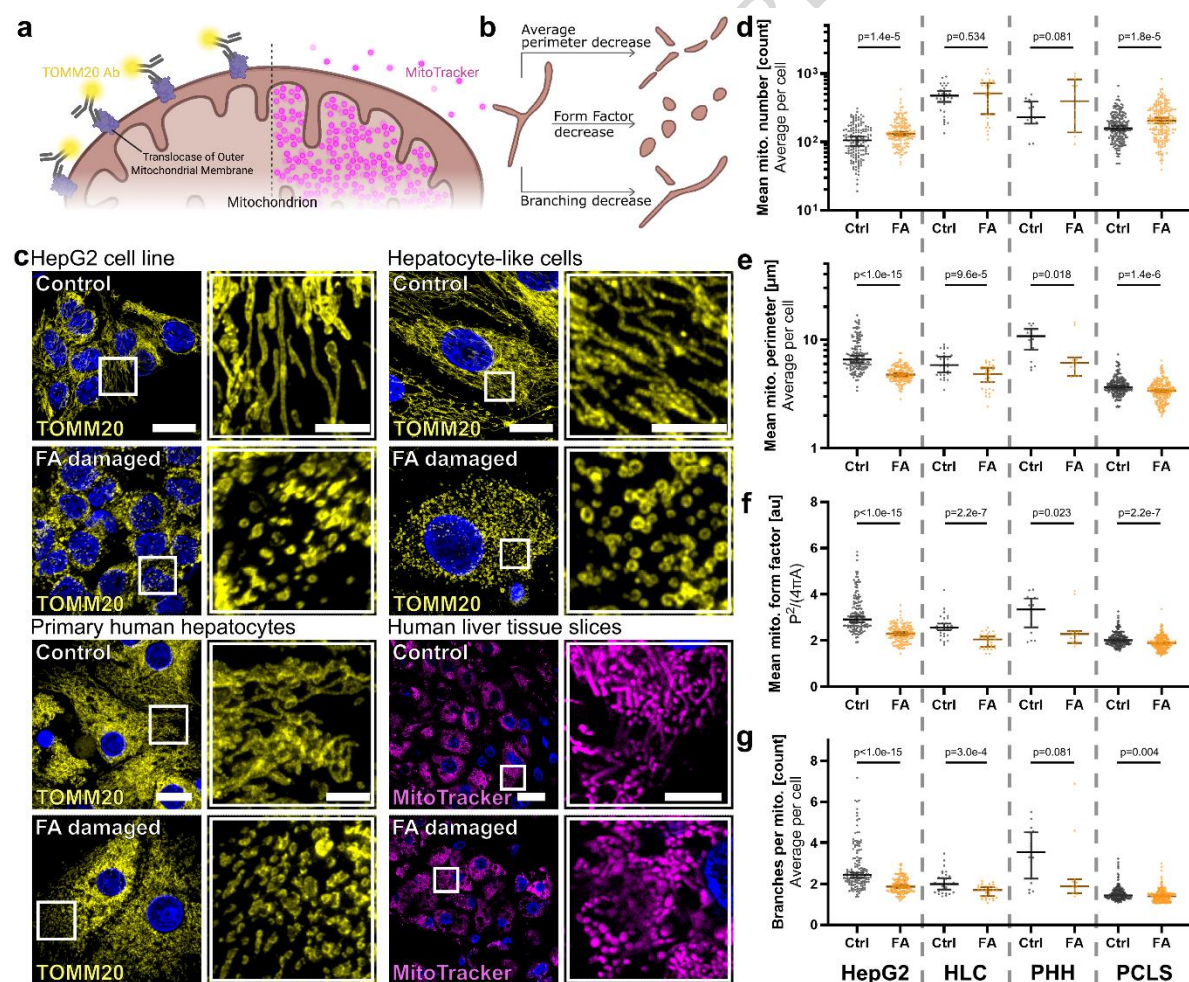 a
TOMM20 Ab
MitoTracker
Translocase of Outer
Mitochondrial Membrane
Mitochondrion
b
Average
perimeter decrease
Form Factor
decrease
Branching decrease
c HepG2 cell line
Control
TOMM20
FA damaged
TOMM20
Hepatocyte-like cells
Control
TOMM20
FA damaged
TOMM20
Primary human hepatocytes
Control
TOMM20
FA damaged
TOMM20
Human liver tissue slices
Control
MitoTracker
FA damaged
MitoTracker
d
Mean mito. number [count]
Average per cell
p=1.4e-5 p=0.534 p=0.081 p=1.8e-5
10³
10²
10¹
Ctrl FA Ctrl FA Ctrl FA Ctrl FA
e
Mean mito. perimeter [µm]
Average per cell
p<1.0e-15 p=9.6e-5 p=0.018 p=1.4e-6
10
1
Ctrl FA Ctrl FA Ctrl FA Ctrl FA
f
Mean mito. form factor [au]
P²/(4πA)
8
p<1.0e-15 p=2.2e-7 p=0.023 p=2.2e-7
6
4
2
0
Ctrl FA Ctrl FA Ctrl FA Ctrl FA
g
Branches per mito. [count]
Average per cell
p<1.0e-15 p=3.0e-4 p=0.081 p=0.004
8
6
4
2
0
Ctrl FA Ctrl FA Ctrl FA Ctrl FA
HepG2 HLC PHH PCLS